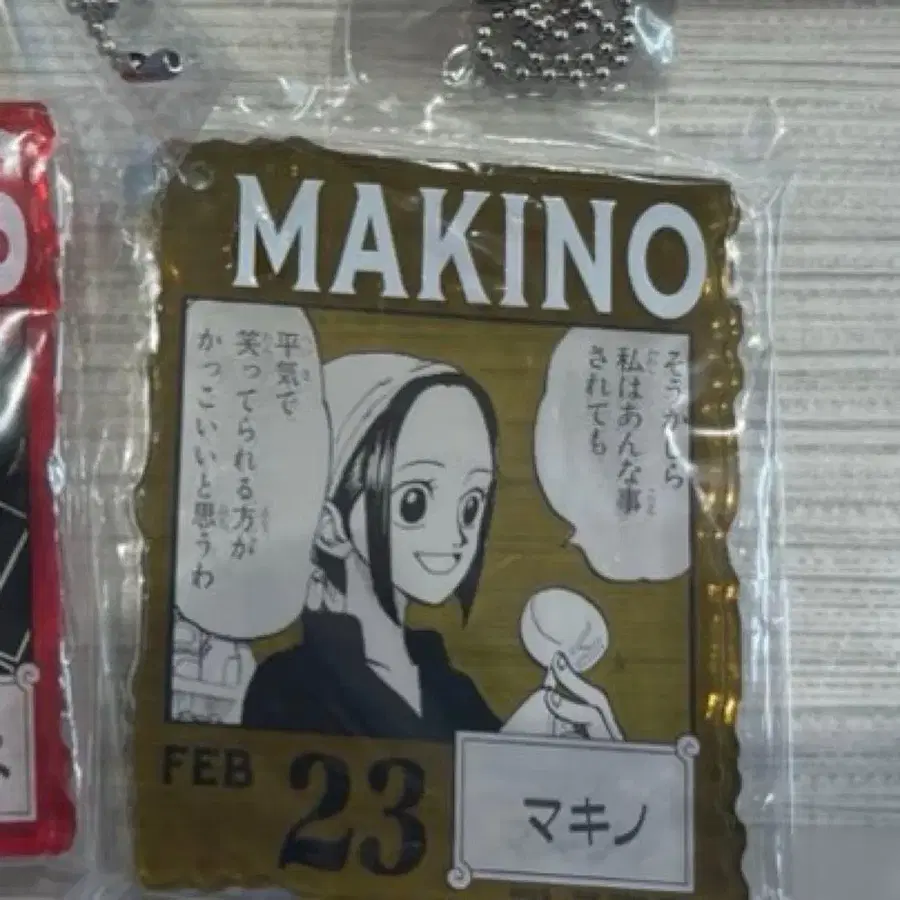 MAKINO
そうかしら
私はあんな事
されても
平気で
笑ってられる方が
かっこいいと思うわ
FEB
23
マキノ